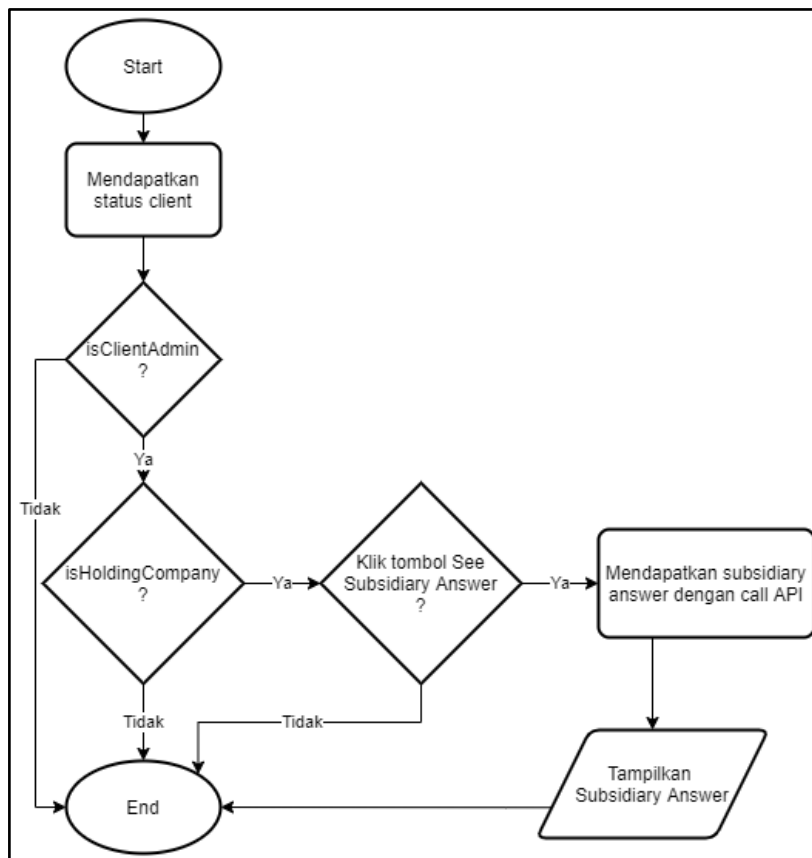 Start
Mendapatkan
status client
isClientAdmin
?
Ya
Tidak
isHoldingCompany
?
Ya
Klik tombol See
Subsidiary Answer
?
Ya
Mendapatkan subsidiary
answer dengan call API
Tidak
Tidak
Tampilkan
Subsidiary Answer
End